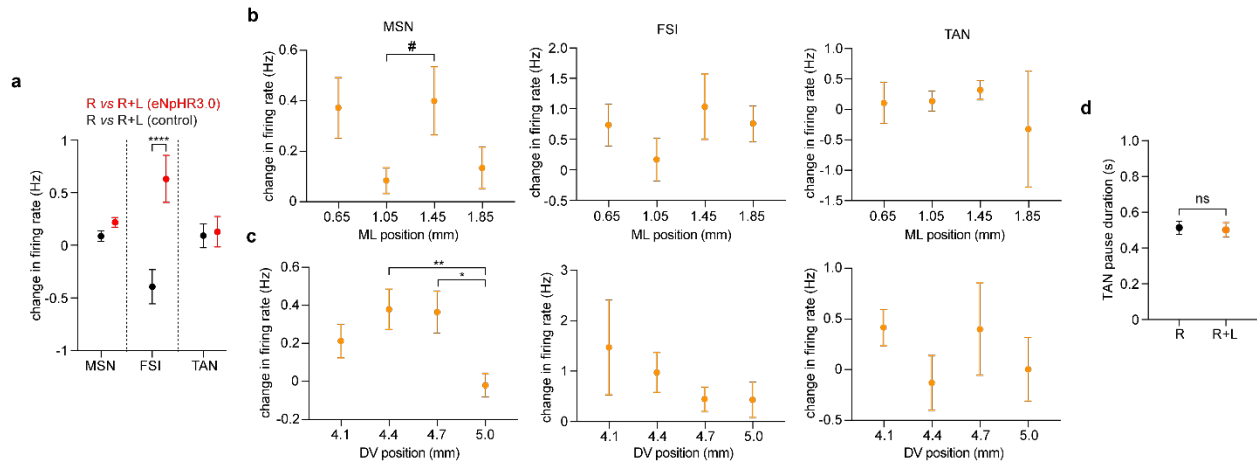 a
R vs R+L (eNpHR3.0)
R vs R+L (control)
****
change in firing rate (Hz)
1
0.5
0
-0.5
-1
MSN
FSI
TAN
b
MSN
#
change in firing rate (Hz)
0.6
0.4
0.2
0
0.65
1.05
1.45
1.85
ML position (mm)
FSI
change in firing rate (Hz)
2.0
1.5
1.0
0.5
0
-0.5
0.65
1.05
1.45
1.85
ML position (mm)
TAN
change in firing rate (Hz)
1.0
0.5
0
-0.5
-1.0
-1.5
0.65
1.05
1.45
1.85
ML position (mm)
c
**
*
change in firing rate (Hz)
0.6
0.4
0.2
0
-0.2
4.1
4.4
4.7
5.0
DV position (mm)
change in firing rate (Hz)
3
2
1
0
4.1
4.4
4.7
5.0
DV position (mm)
change in firing rate (Hz)
1.0
0.5
0
-0.5
4.1
4.4
4.7
5.0
DV position (mm)
d
ns
TAN pause duration (s)
1.0
0.8
0.6
0.4
0.2
0
R
R+L